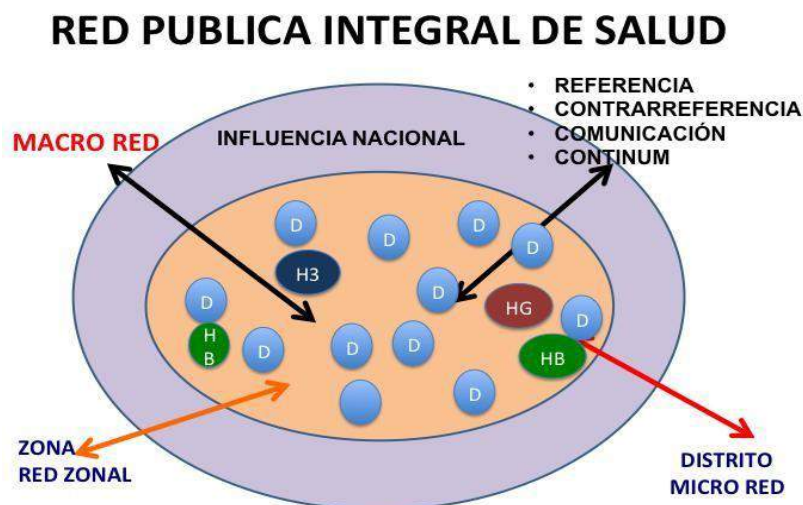 RED PUBLICA INTEGRAL DE SALUD
• REFERENCIA
• CONTRARREFERENCIA
• COMUNICACIÓN
• CONTINUM
MACRO RED
INFLUENCIA NACIONAL
D
D
D
D
H3
D
D
HG
D
H
B
D
D
D
HB
D
ZONA
RED ZONAL
DISTRITO
MICRO RED